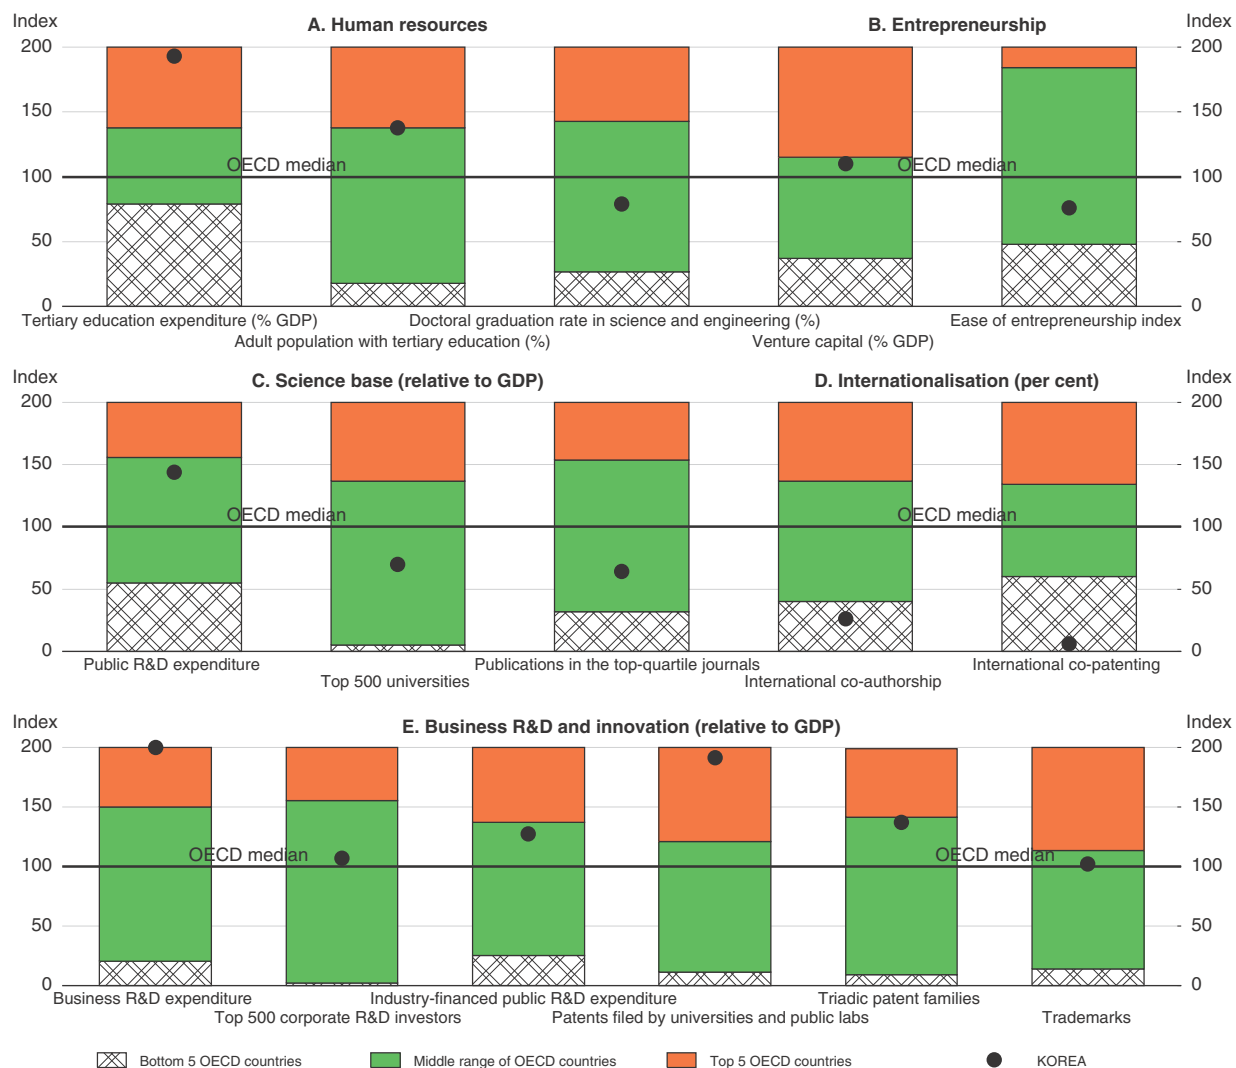 Index
A. Human resources
B. Entrepreneurship
Index
200
200
150
150
OECD median
OECD median
100
100
50
50
0
0
Tertiary education expenditure (% GDP)
Doctoral graduation rate in science and engineering (%)
Ease of entrepreneurship index
Adult population with tertiary education (%)
Venture capital (% GDP)
Index
C. Science base (relative to GDP)
D. Internationalisation (per cent)
Index
200
200
150
150
OECD median
OECD median
100
100
50
50
0
0
Public R&D expenditure
Publications in the top-quartile journals
International co-patenting
Top 500 universities
International co-authorship
Index
E. Business R&D and innovation (relative to GDP)
Index
200
200
150
150
OECD median
OECD median
100
100
50
50
0
0
Business R&D expenditure
Industry-financed public R&D expenditure
Triadic patent families
Top 500 corporate R&D investors
Patents filed by universities and public labs
Trademarks
Bottom 5 OECD countries
Middle range of OECD countries
Top 5 OECD countries
KOREA